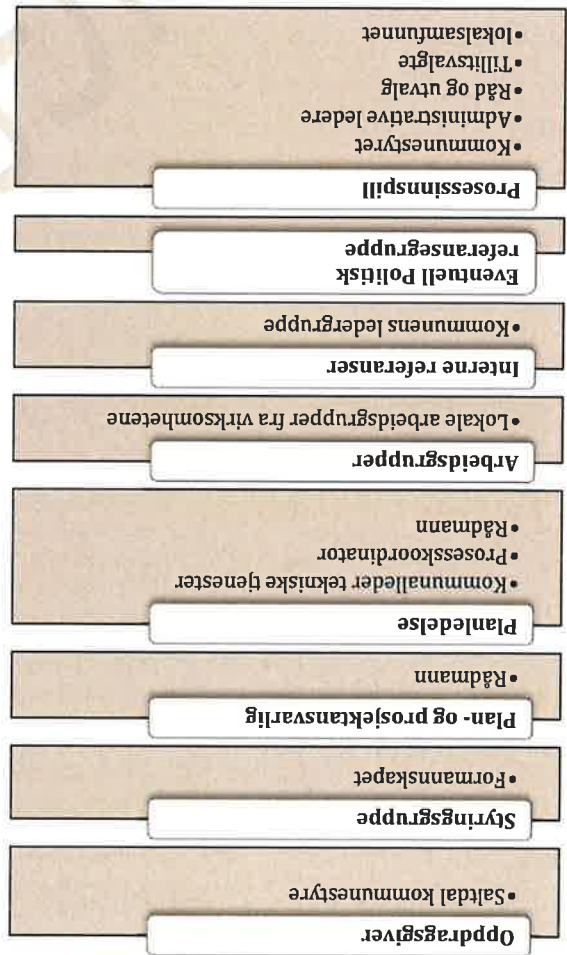 Oppdragsgiver
•Saltdal kommunestyre
Styringsgruppe
•Formannskapet
Plan- og prosjektansvarlig
•Rådmann
Planledelse
•Kommunalleder tekniske tjenester
•Prosesskoordinator
•Rådmann
Arbeidsgrupper
•Lokale arbeidsgrupper fra virksomhetene
Interne referanser
•Kommunens ledergruppe
Eventuell Politisk
referansegruppe
Prosessinnspill
•Kommunestyret
•Administrative ledere
•Råd og utvalg
•Tillitsvalgte
•lokalsamfunnet